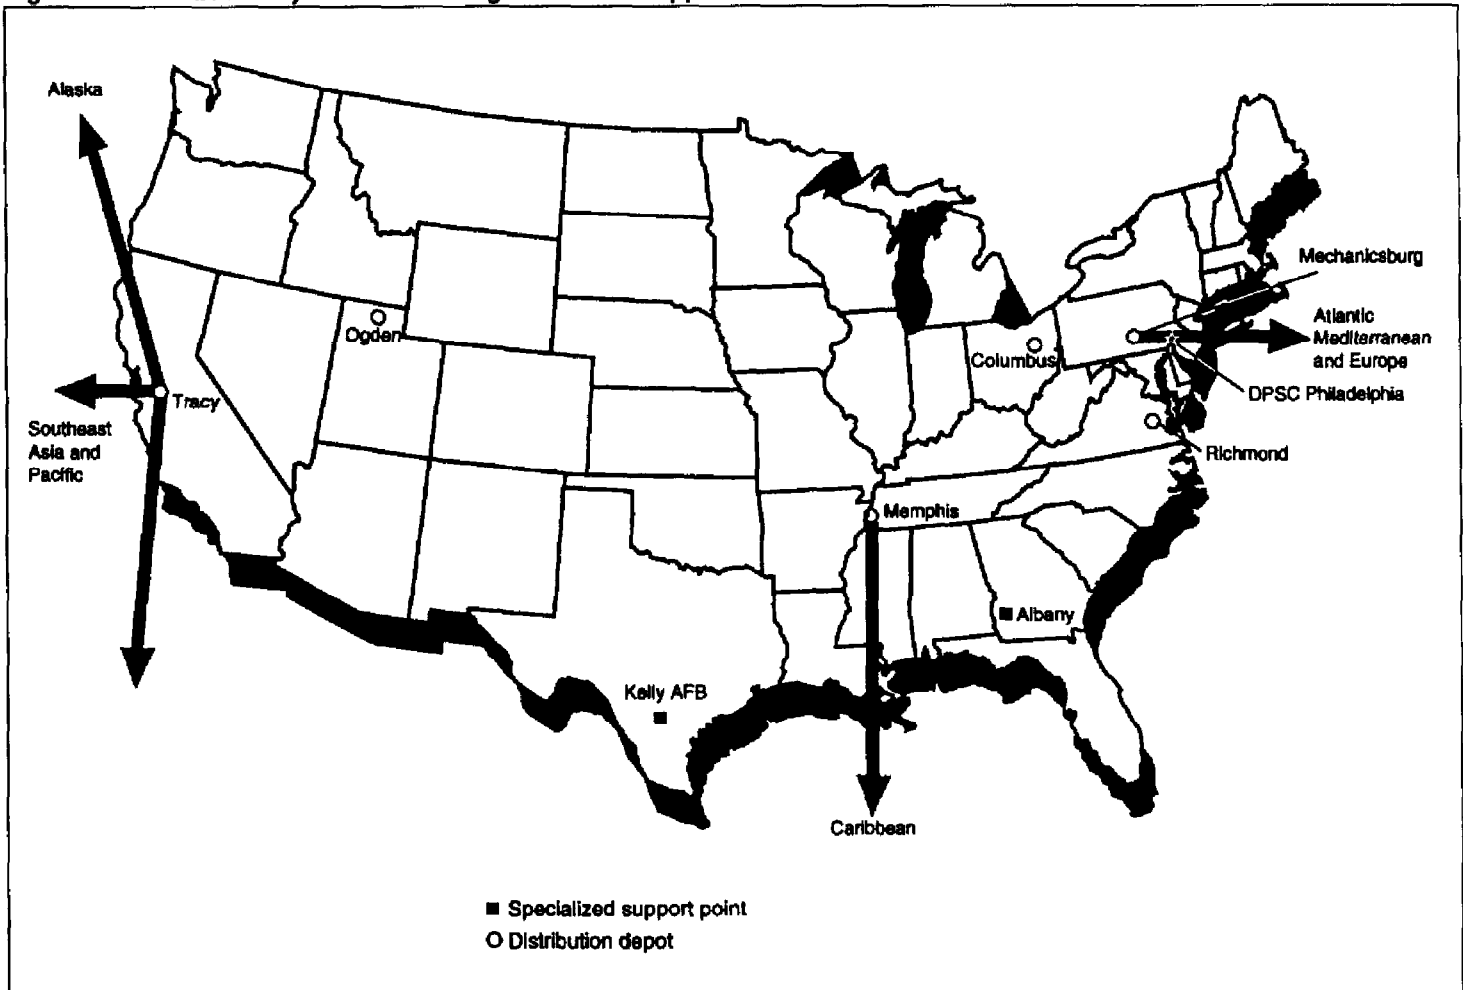 Alaska
Mechanicsburg
Atlantic
Mediterranean
and Europe
Ogden
Columbus
DPSC Philadelphia
Tracy
Southeast
Asia and
Pacific
Richmond
Memphis
Albany
Kelly AFB
Caribbean
Specialized support point
Distribution depot